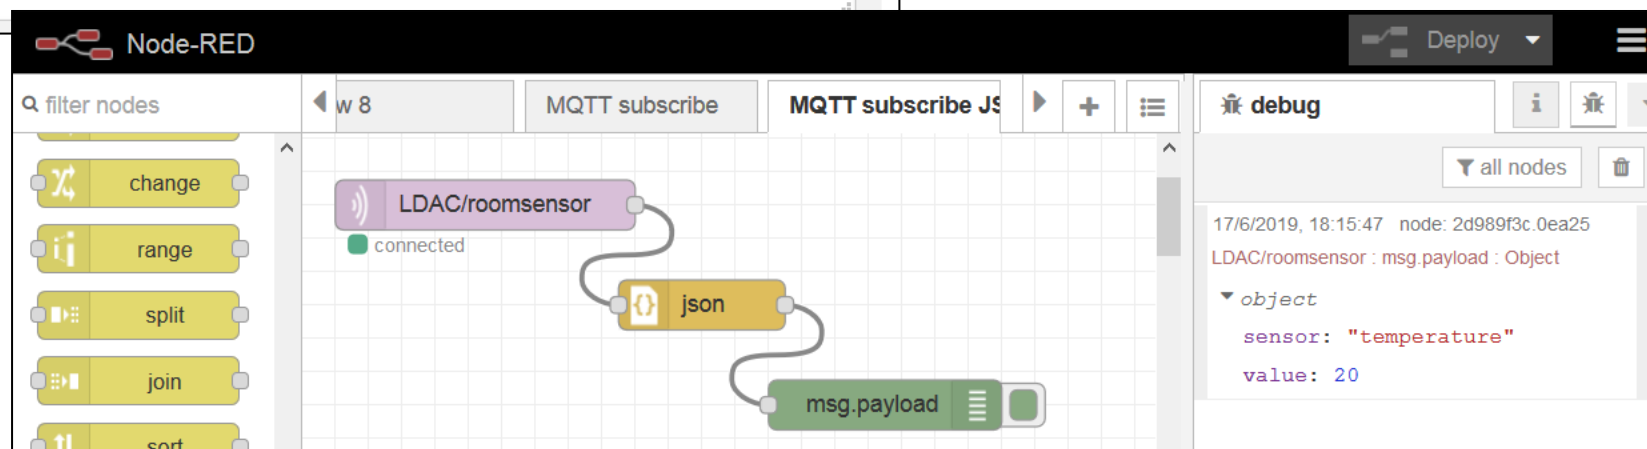 Node-RED
Deploy
filter nodes
w 8
MQTT subscribe
MQTT subscribe JS
debug
i
all nodes
change
range
split
join
sort
LDAC/roomsensor
connected
json
msg.payload
17/6/2019, 18:15:47 node: 2d989f3c.0ea25
LDAC/roomsensor : msg.payload : Object
object
sensor: "temperature"
value: 20